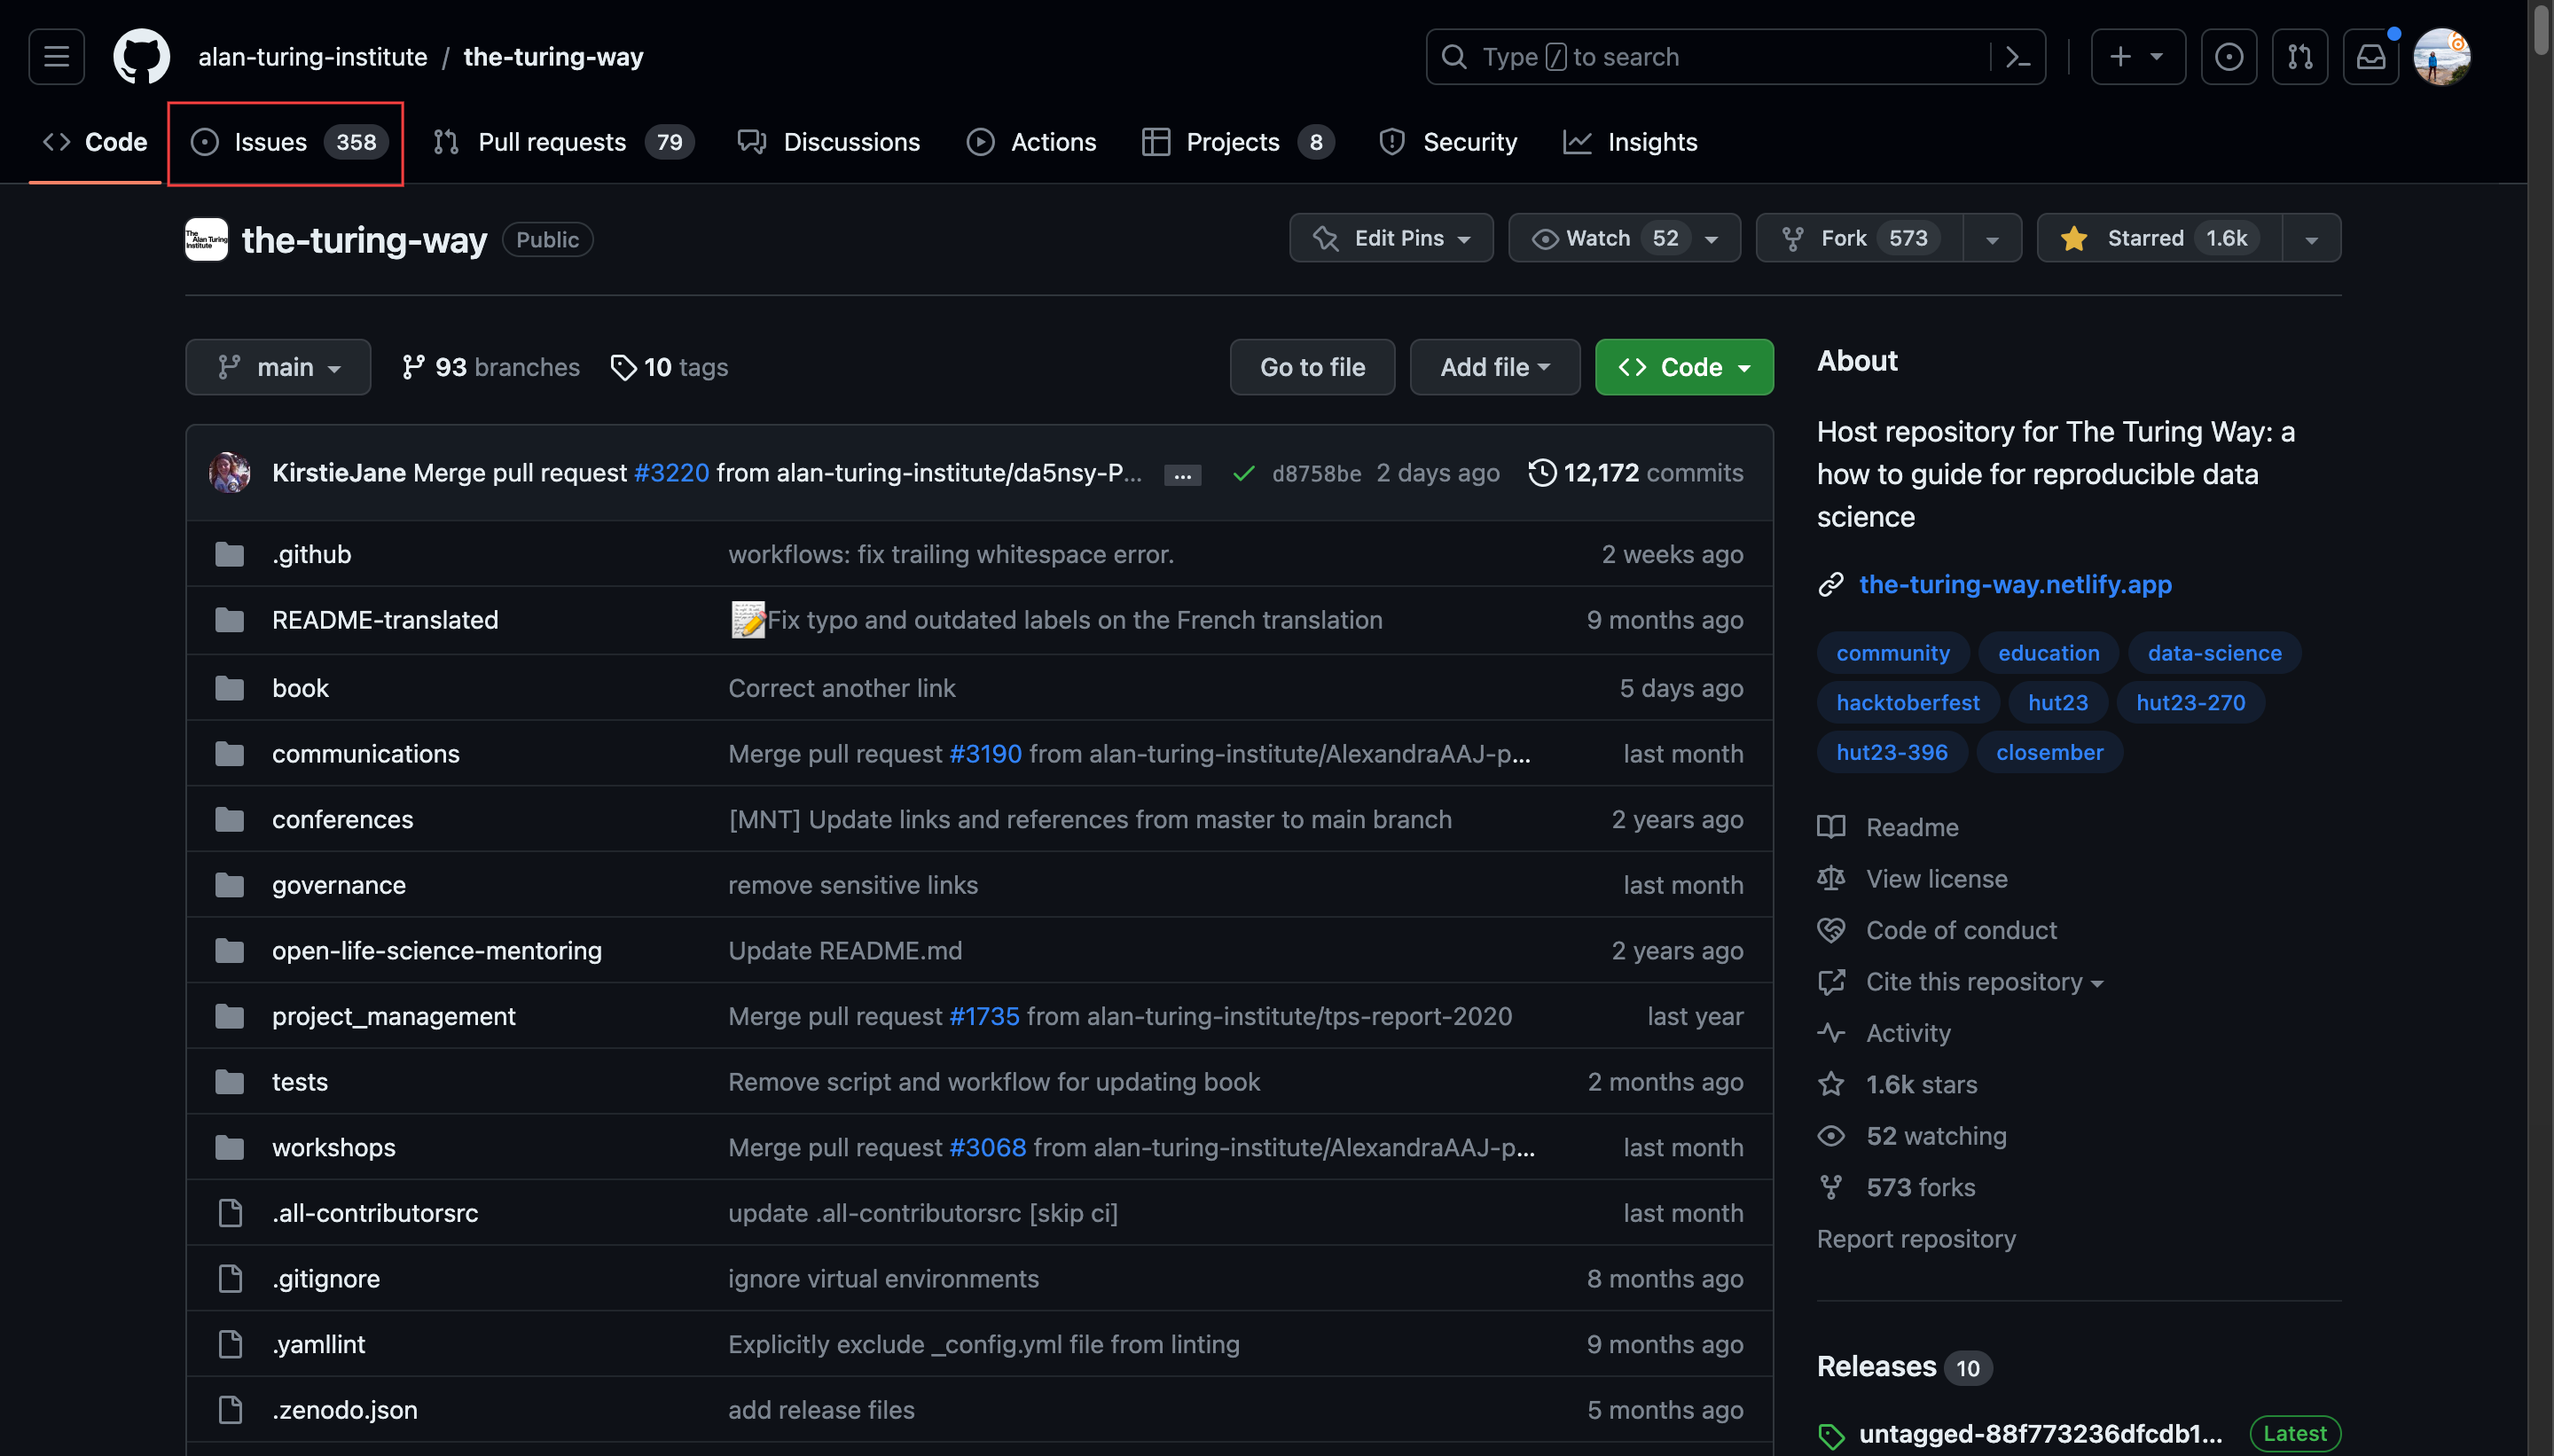 alan-turing-institute / the-turing-way
Type / to search
Code
Issues 358
Pull requests 79
Discussions
Actions
Projects 8
Security
Insights
The Alan Turing Institute
the-turing-way Public
Edit Pins
Watch 52
Fork 573
Starred 1.6k
main
93 branches
10 tags
Go to file
Add file
Code
KirstieJane Merge pull request #3220 from alan-turing-institute/da5nsy-P... ... d8758be 2 days ago 12,172 commits
.github workflows: fix trailing whitespace error. 2 weeks ago
README-translated Fix typo and outdated labels on the French translation 9 months ago
book Correct another link 5 days ago
communications Merge pull request #3190 from alan-turing-institute/AlexandraAAJ-p... last month
conferences [MNT] Update links and references from master to main branch 2 years ago
governance remove sensitive links last month
open-life-science-mentoring Update README.md 2 years ago
project_management Merge pull request #1735 from alan-turing-institute/tps-report-2020 last year
tests Remove script and workflow for updating book 2 months ago
workshops Merge pull request #3068 from alan-turing-institute/AlexandraAAJ-p... last month
.all-contributorsrc update .all-contributorsrc [skip ci] last month
.gitignore ignore virtual environments 8 months ago
.yamllint Explicitly exclude _config.yml file from linting 9 months ago
.zenodo.json add release files 5 months ago
About
Host repository for The Turing Way: a
how to guide for reproducible data
science
the-turing-way.netlify.app
community education data-science
hacktoberfest hut23 hut23-270
hut23-396 closember
Readme
View license
Code of conduct
Cite this repository
Activity
1.6k stars
52 watching
573 forks
Report repository
Releases 10
untagged-88f773236dfcdb1... Latest